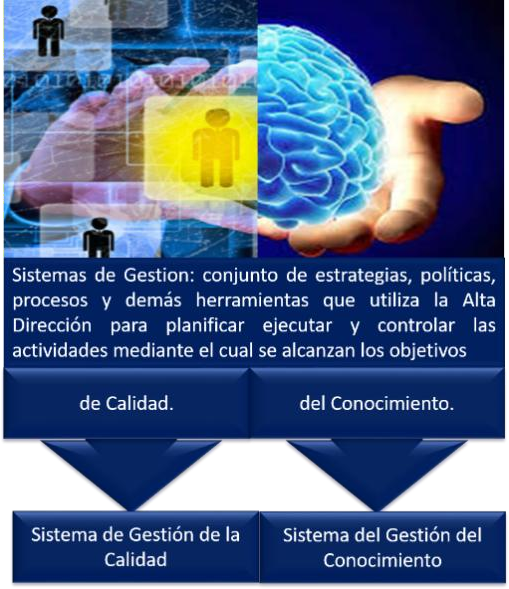 Sistemas de Gestion: conjunto de estrategias, políticas,
procesos y demás herramientas que utiliza la Alta
Dirección para planificar ejecutar y controlar las
actividades mediante el cual se alcanzan los objetivos
de Calidad.
del Conocimiento.
Sistema de Gestión de la
Calidad
Sistema del Gestión del
Conocimiento